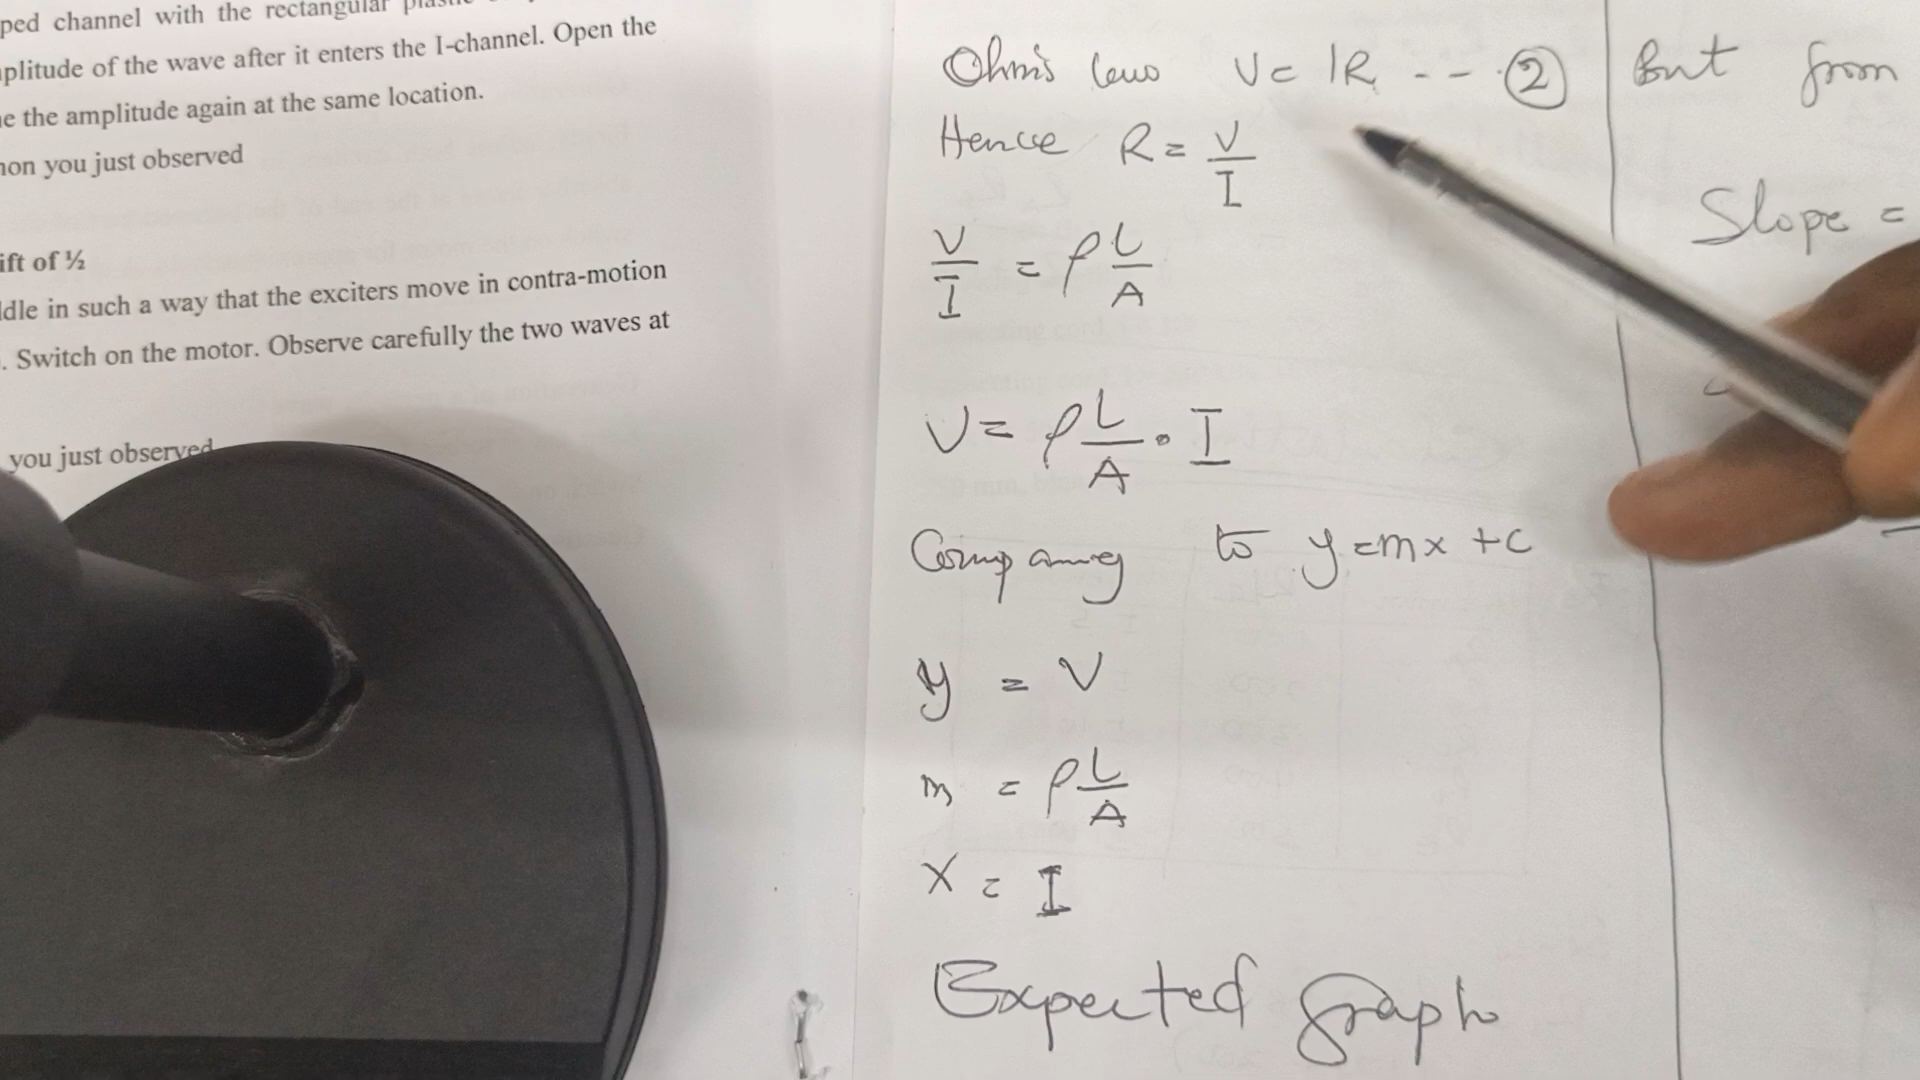 ped channel with the rectangular
plitude of the wave after it enters the I-channel. Open the
e the amplitude again at the same location.
non you just observed
ift of ½
dle in such a way that the exciters move in contra-motion
. Switch on the motor. Observe carefully the two waves at
you just observed
Ohm's law V = IR -- ②
Hence R = V/I
V/I = ρ L/A
V = ρ L/A . I
Comparing to y = mx + c
y = V
m = ρ L/A
X = I
Expected graph
But from
Slope =